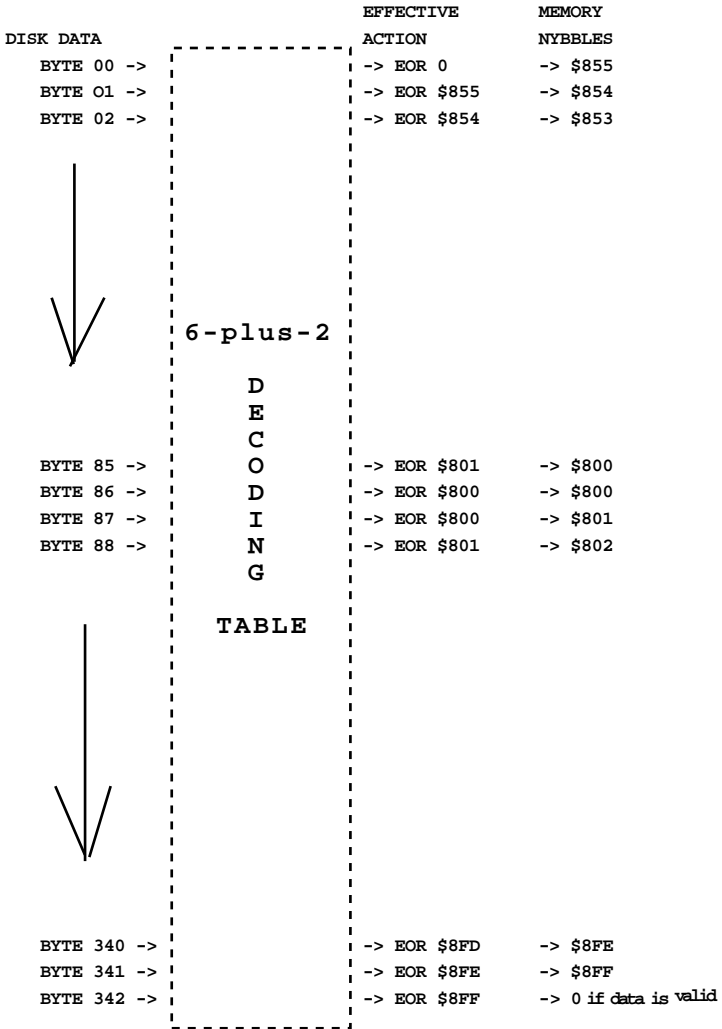 EFFECTIVE MEMORY
DISK DATA ACTION NYBBLES
BYTE 00 -> -> EOR 0 -> $855
BYTE O1 -> -> EOR $855 -> $854
BYTE 02 -> -> EOR $854 -> $853
6-plus-2
D
E
C
BYTE 85 -> O -> EOR $801 -> $800
BYTE 86 -> D -> EOR $800 -> $800
BYTE 87 -> I -> EOR $800 -> $801
BYTE 88 -> N -> EOR $801 -> $802
G
TABLE
BYTE 340 -> -> EOR $8FD -> $8FE
BYTE 341 -> -> EOR $8FE -> $8FF
BYTE 342 -> -> EOR $8FF -> 0 if data is valid